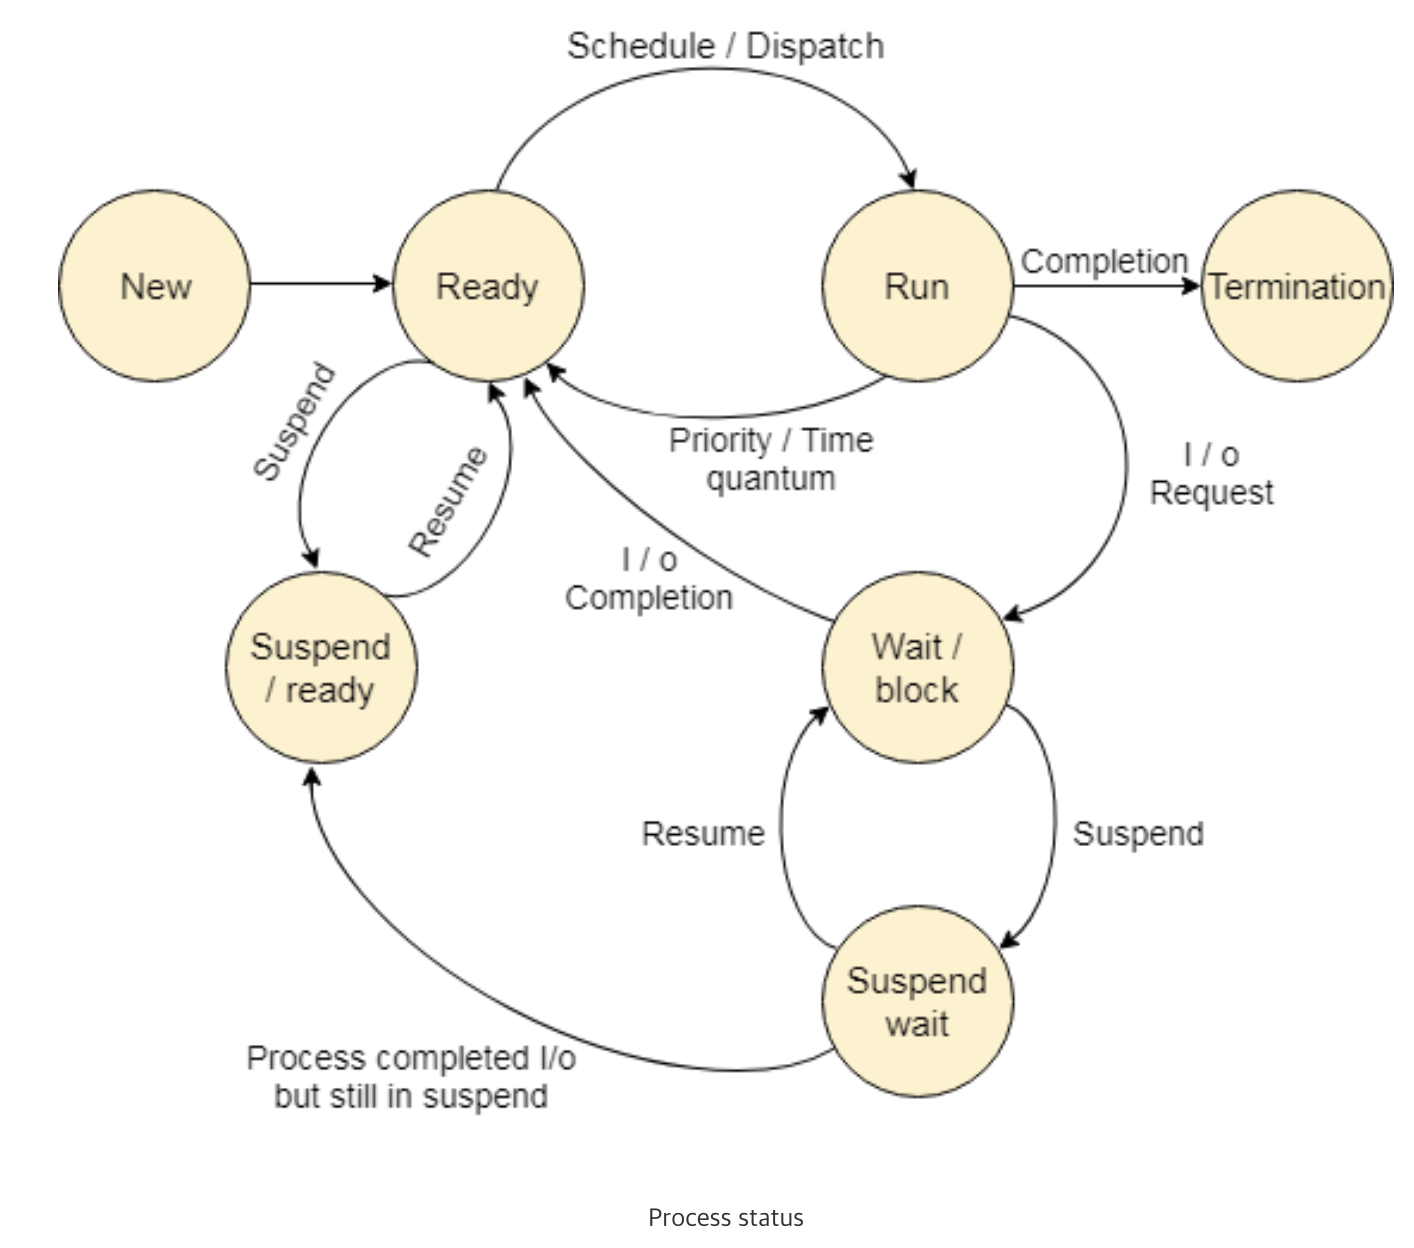 Schedule / Dispatch
New
Ready
Run
Completion
Termination
Suspend
Resume
Priority / Time
quantum
I / o
Request
I / o
Completion
Suspend
/ ready
Wait /
block
Resume
Suspend
Suspend
wait
Process completed I/o
but still in suspend
Process status